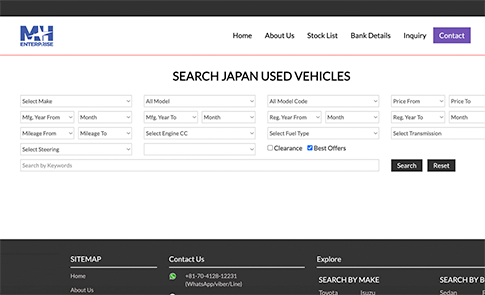 MH
ENTERPRISE
Home About Us Stock List Bank Details Inquiry Contact
SEARCH JAPAN USED VEHICLES
Select Make All Model All Model Code Price From Price To
Mfg. Year From Month Mfg. Year To Month Reg. Year From Month Reg. Year To Month
Mileage From Mileage To Select Engine CC Select Fuel Type Select Transmission
Select Steering Clearance Best Offers
Search by Keywords Search Reset
SITEMAP Contact Us Explore
Home +81-70-4128-12231
(WhatsApp/viber/Line)
SEARCH BY MAKE SEARCH BY BO
About Us Toyota Isuzu Sedan